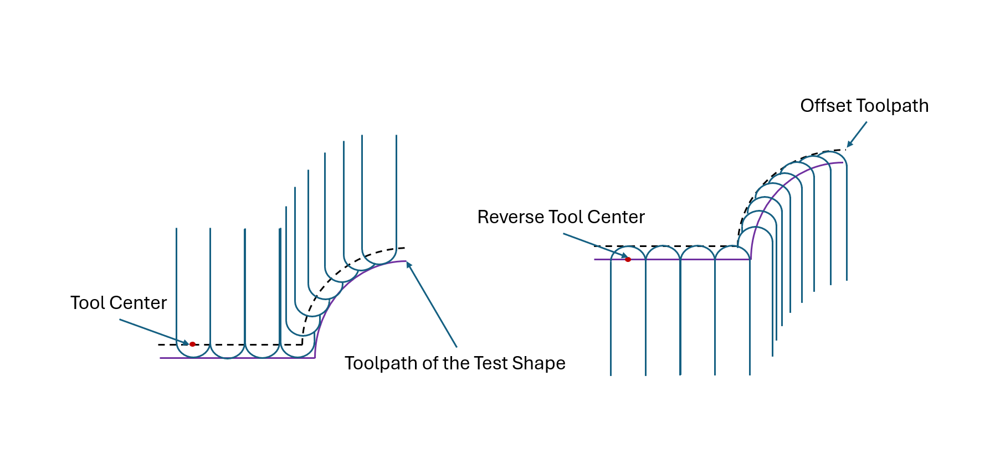 Offset Toolpath
Reverse Tool Center
Tool Center
Toolpath of the Test Shape